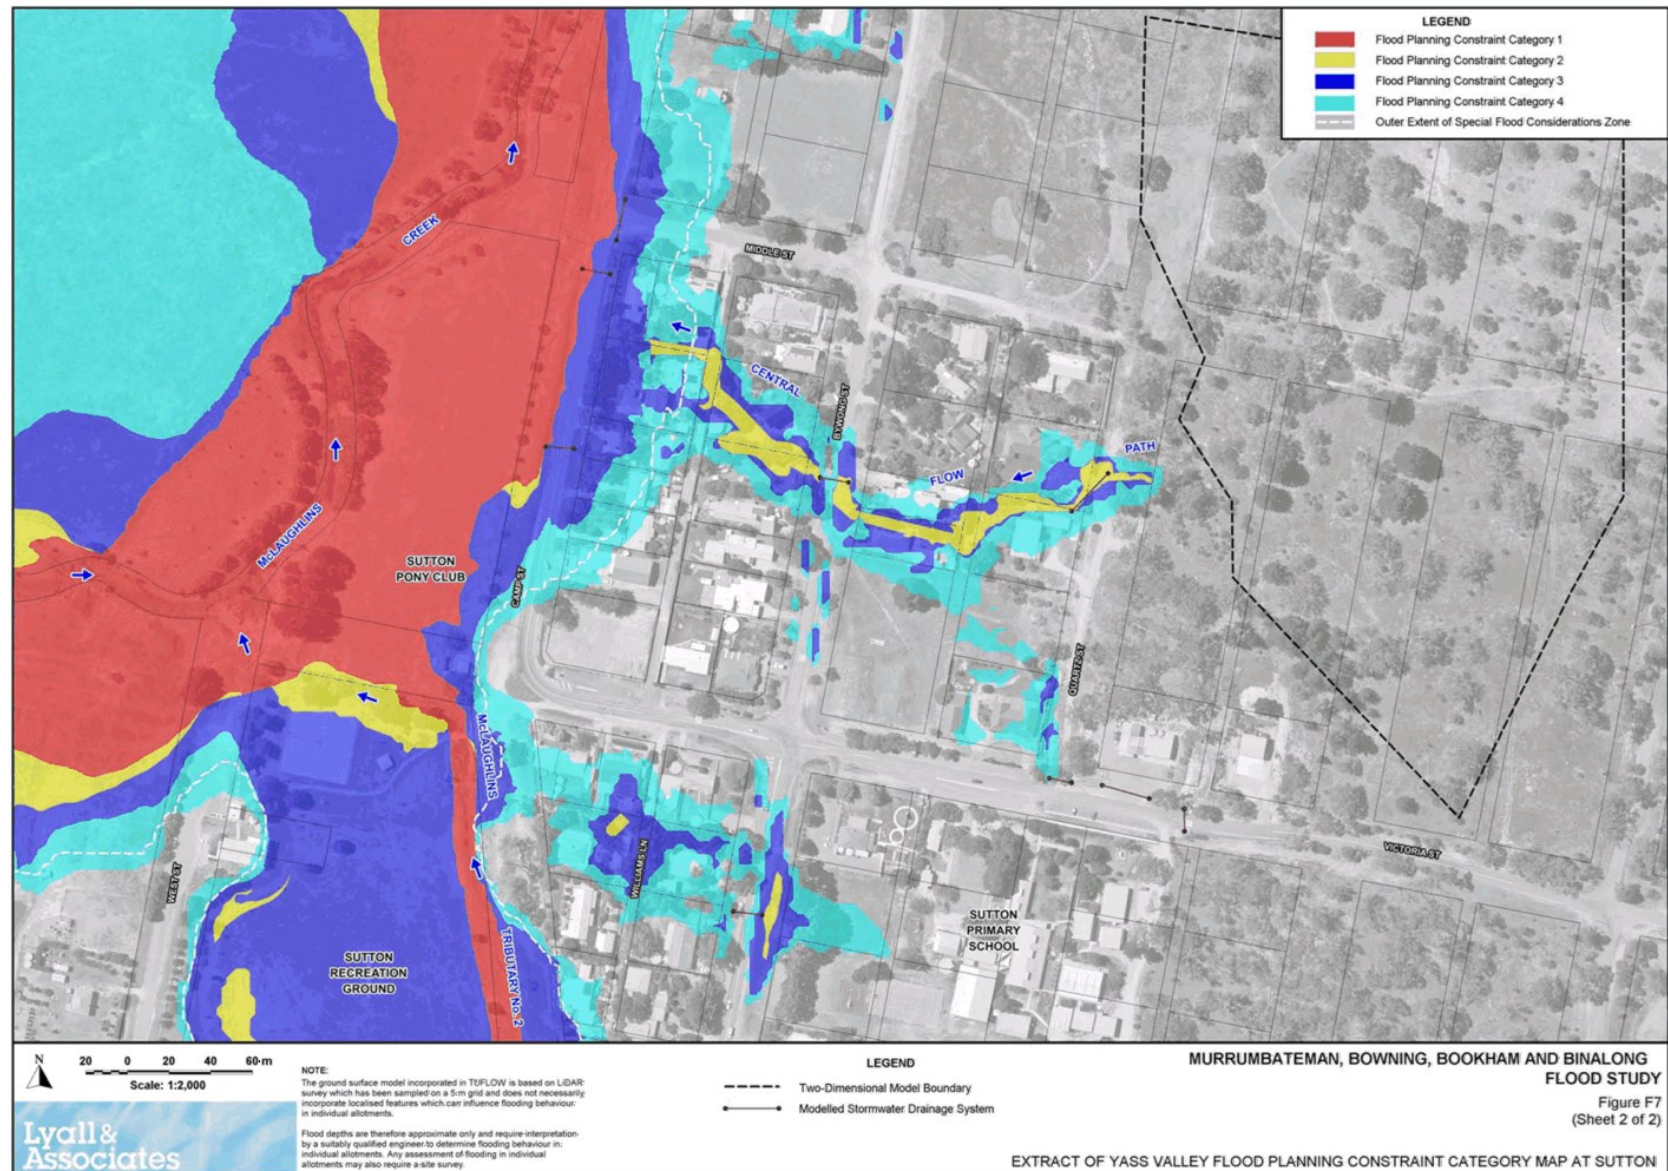 LEGEND
Flood Planning Constraint Category 1
Flood Planning Constraint Category 2
Flood Planning Constraint Category 3
Flood Planning Constraint Category 4
Outer Extent of Special Flood Considerations Zone
CREEK
MIDDLE ST
CENTRAL
BYWONG ST
PATH
FLOW
McLAUGHLINS
SUTTON
PONY CLUB
CAMP ST
QUARTZ ST
McLAUGHLINS
VICTORIA ST
WEST ST
WILLIAMS LN
SUTTON
PRIMARY
SCHOOL
SUTTON
RECREATION
GROUND
TRIBUTARY No. 2
N
20 0 20 40 60 m
Scale: 1:2,000
Lyall &
Associates
NOTE:
The ground surface model incorporated in TUFLOW is based on LiDAR
survey which has been sampled on a 5 m grid and does not necessarily
incorporate localised features which can influence flooding behaviour
in individual allotments.
Flood depths are therefore approximate only and require interpretation
by a suitably qualified engineer to determine flooding behaviour in
individual allotments. Any assessment of flooding in individual
allotments may also require a site survey.
LEGEND
Two-Dimensional Model Boundary
Modelled Stormwater Drainage System
MURRUMBATEMAN, BOWNING, BOOKHAM AND BINALONG
FLOOD STUDY
Figure F7
(Sheet 2 of 2)
EXTRACT OF YASS VALLEY FLOOD PLANNING CONSTRAINT CATEGORY MAP AT SUTTON